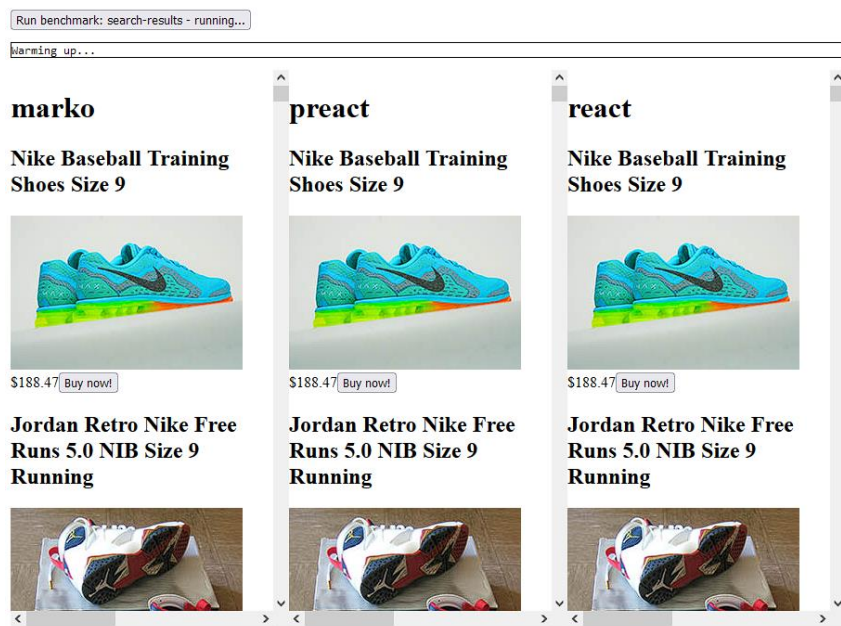 Run benchmark: search-results - running...
Warming up...
marko
Nike Baseball Training
Shoes Size 9
$188.47 Buy now!
Jordan Retro Nike Free
Runs 5.0 NIB Size 9
Running
preact
Nike Baseball Training
Shoes Size 9
$188.47 Buy now!
Jordan Retro Nike Free
Runs 5.0 NIB Size 9
Running
react
Nike Baseball Training
Shoes Size 9
$188.47 Buy now!
Jordan Retro Nike Free
Runs 5.0 NIB Size 9
Running